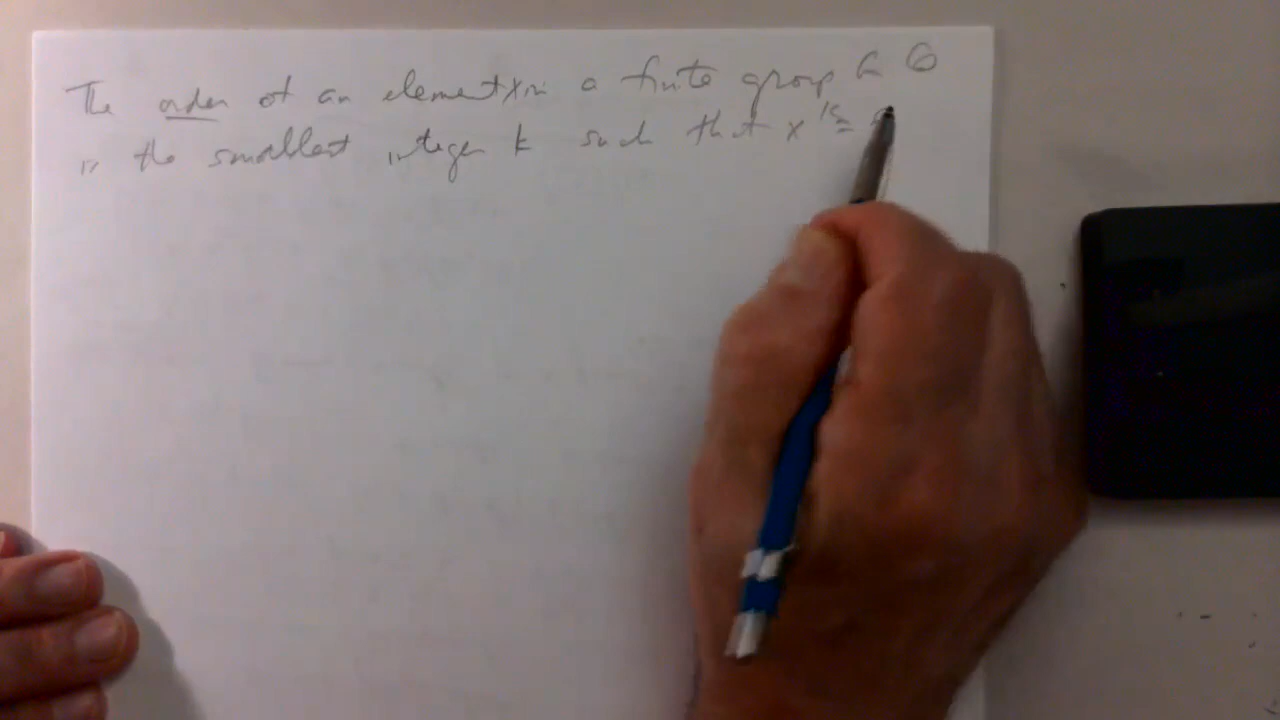 The order of an element x in a finite group G G
is the smallest integer k such that x^k =